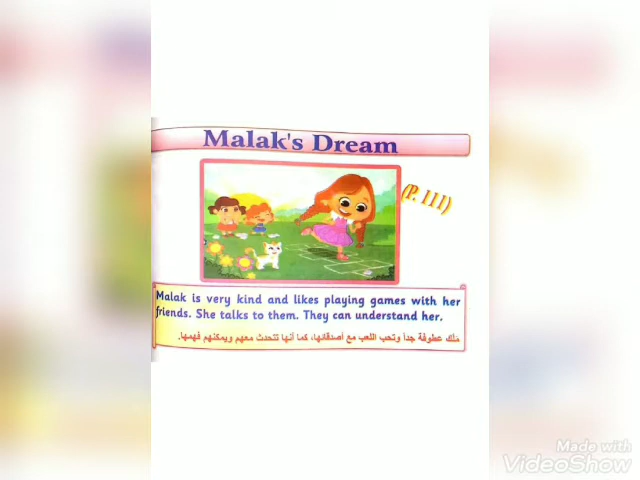 Malak's Dream
(P. 111)
Malak is very kind and likes playing games with her
friends. She talks to them. They can understand her.
مَلك عطوفة جداً وتحب اللعب مع أصدقائها، كما أنها تتحدث معهم ويمكنهم فهمها.
Made with
VideoShow